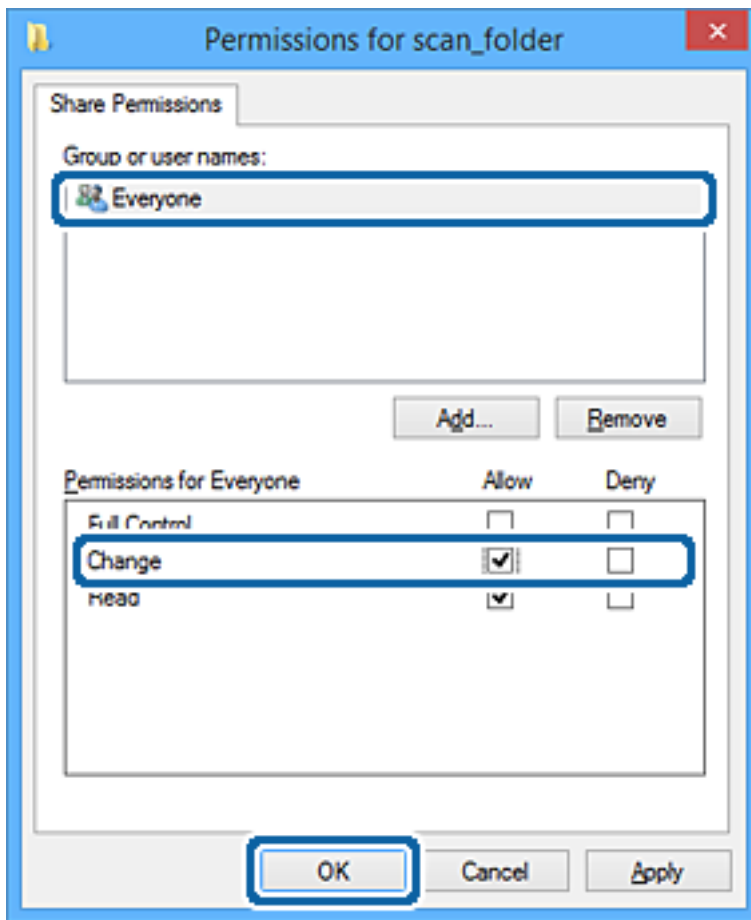 Permissions for scan_folder
Share Permissions
Group or user names:
Everyone
Add... Remove
Permissions for Everyone Allow Deny
Full Control
Change
Read
OK Cancel Apply